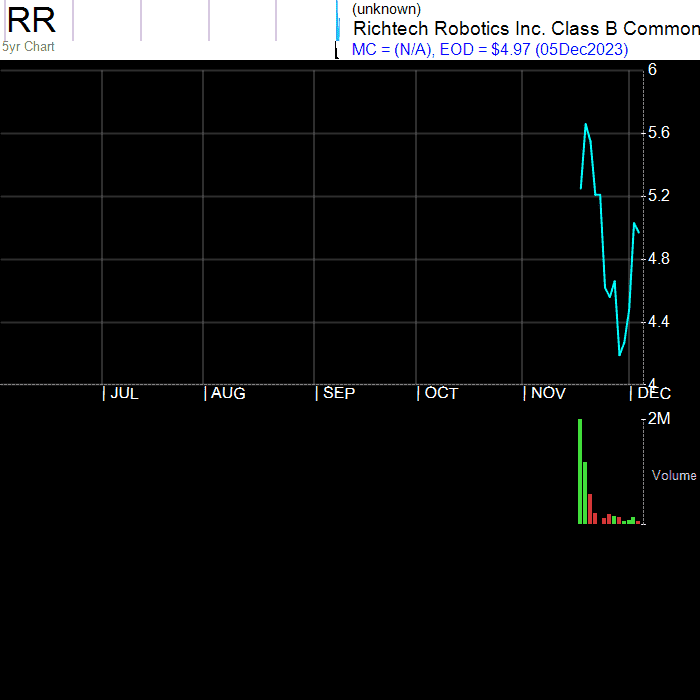 RR
5yr Chart
(unknown)
Richtech Robotics Inc. Class B Common
MC = (N/A), EOD = $4.97 (05Dec2023)
6
5.6
5.2
4.8
4.4
4
JUL AUG SEP OCT NOV DEC
2M
Volume